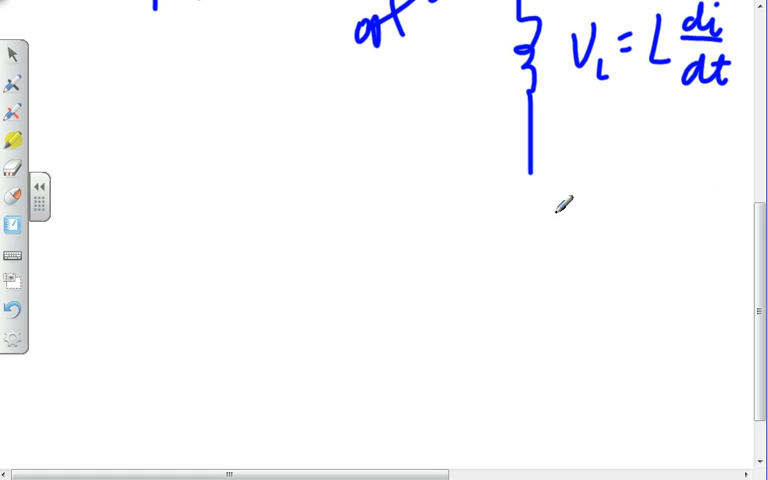 V_L = L di/dt